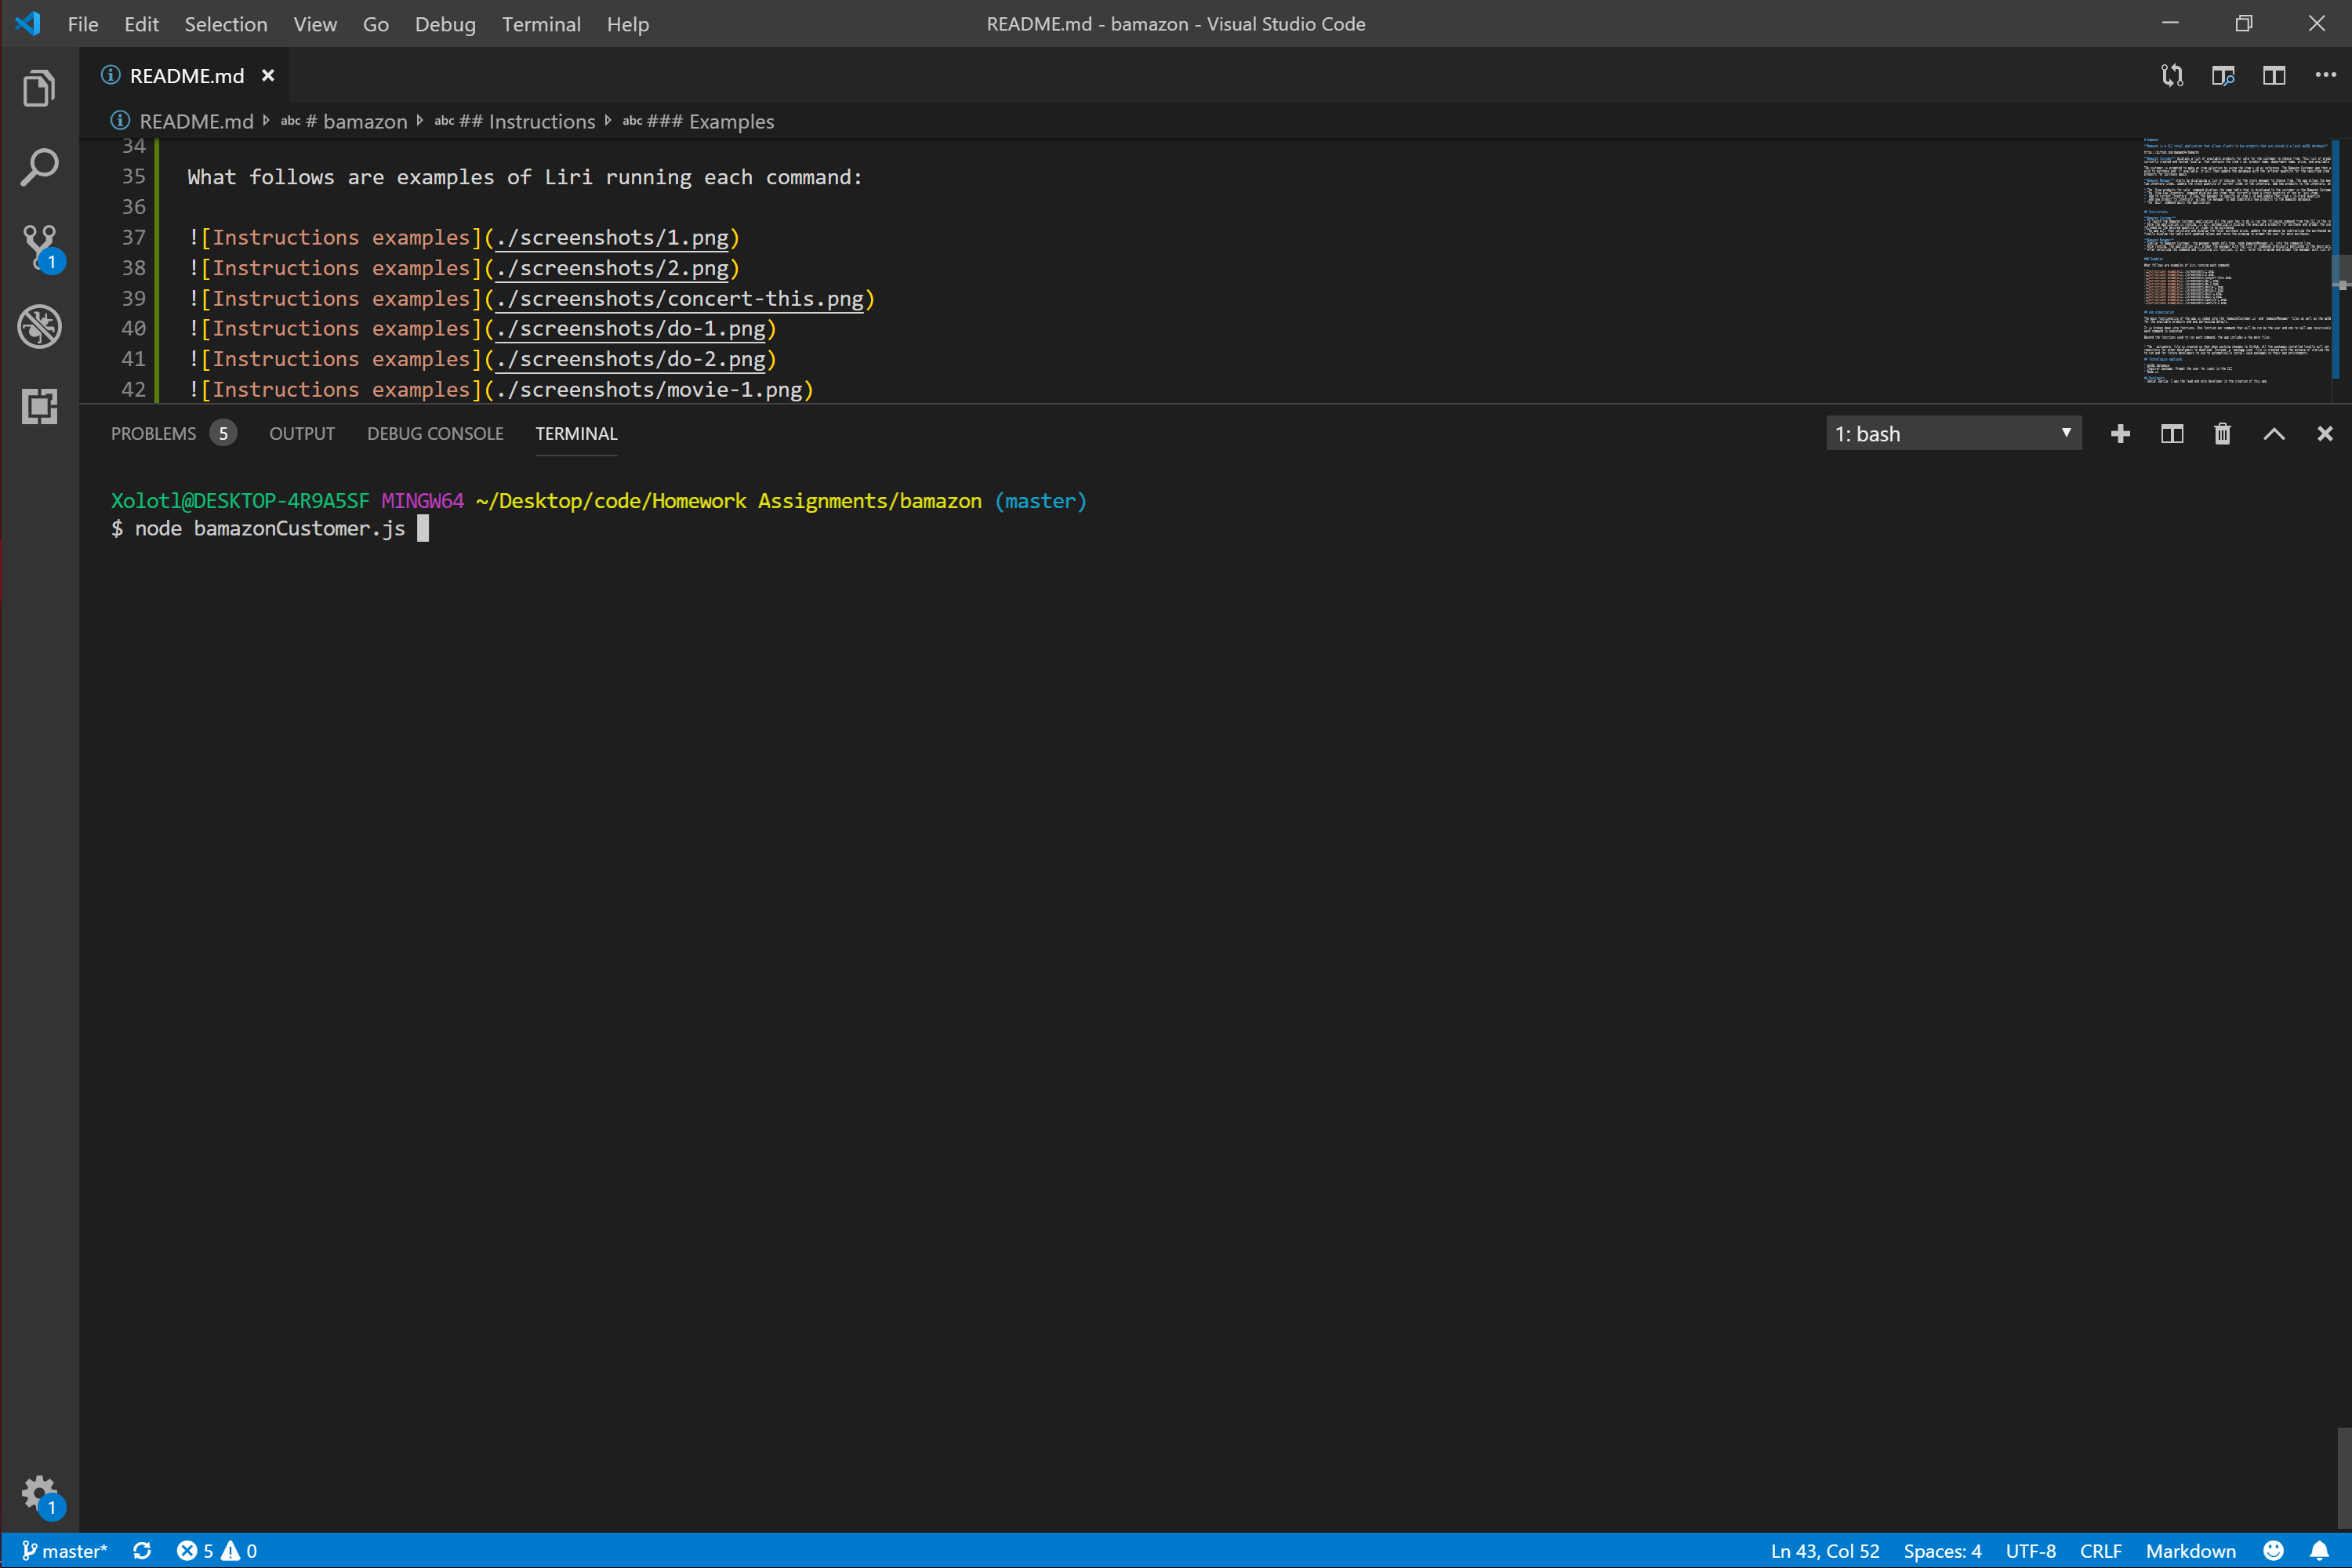 File Edit Selection View Go Debug Terminal Help
README.md - bamazon - Visual Studio Code
README.md
README.md abc # bamazon abc ## Instructions abc ### Examples
34
35 What follows are examples of Liri running each command:
36
37 ![Instructions examples](./screenshots/1.png)
38 ![Instructions examples](./screenshots/2.png)
39 ![Instructions examples](./screenshots/concert-this.png)
40 ![Instructions examples](./screenshots/do-1.png)
41 ![Instructions examples](./screenshots/do-2.png)
42 ![Instructions examples](./screenshots/movie-1.png)
PROBLEMS 5 OUTPUT DEBUG CONSOLE TERMINAL 1: bash
Xolotl@DESKTOP-4R9A5SF MINGW64 ~/Desktop/code/Homework Assignments/bamazon (master)
$ node bamazonCustomer.js
1
1
master* 5 0 Ln 43, Col 52 Spaces: 4 UTF-8 CRLF Markdown